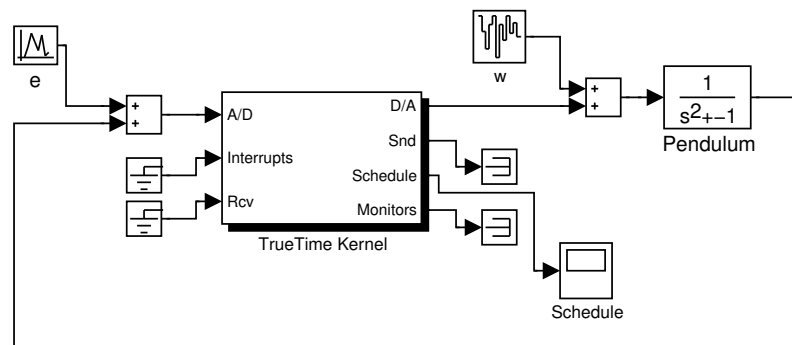 e
w
+
+
A/D
Interrupts
Rcv
D/A
Snd
Schedule
Monitors
TrueTime Kernel
+
+
1
s2+-1
Pendulum
Schedule